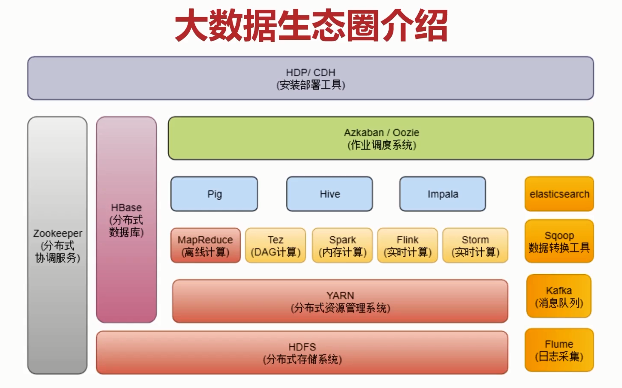 大数据生态圈介绍
HDP/ CDH
(安装部署工具)
Zookeeper
(分布式
协调服务)
HBase
(分布式
数据库)
Azkaban / Oozie
(作业调度系统)
Pig
Hive
Impala
elasticsearch
MapReduce
(离线计算)
Tez
(DAG计算)
Spark
(内存计算)
Flink
(实时计算)
Storm
(实时计算)
Sqoop
数据转换工具
YARN
(分布式资源管理系统)
Kafka
(消息队列)
HDFS
(分布式存储系统)
Flume
(日志采集)